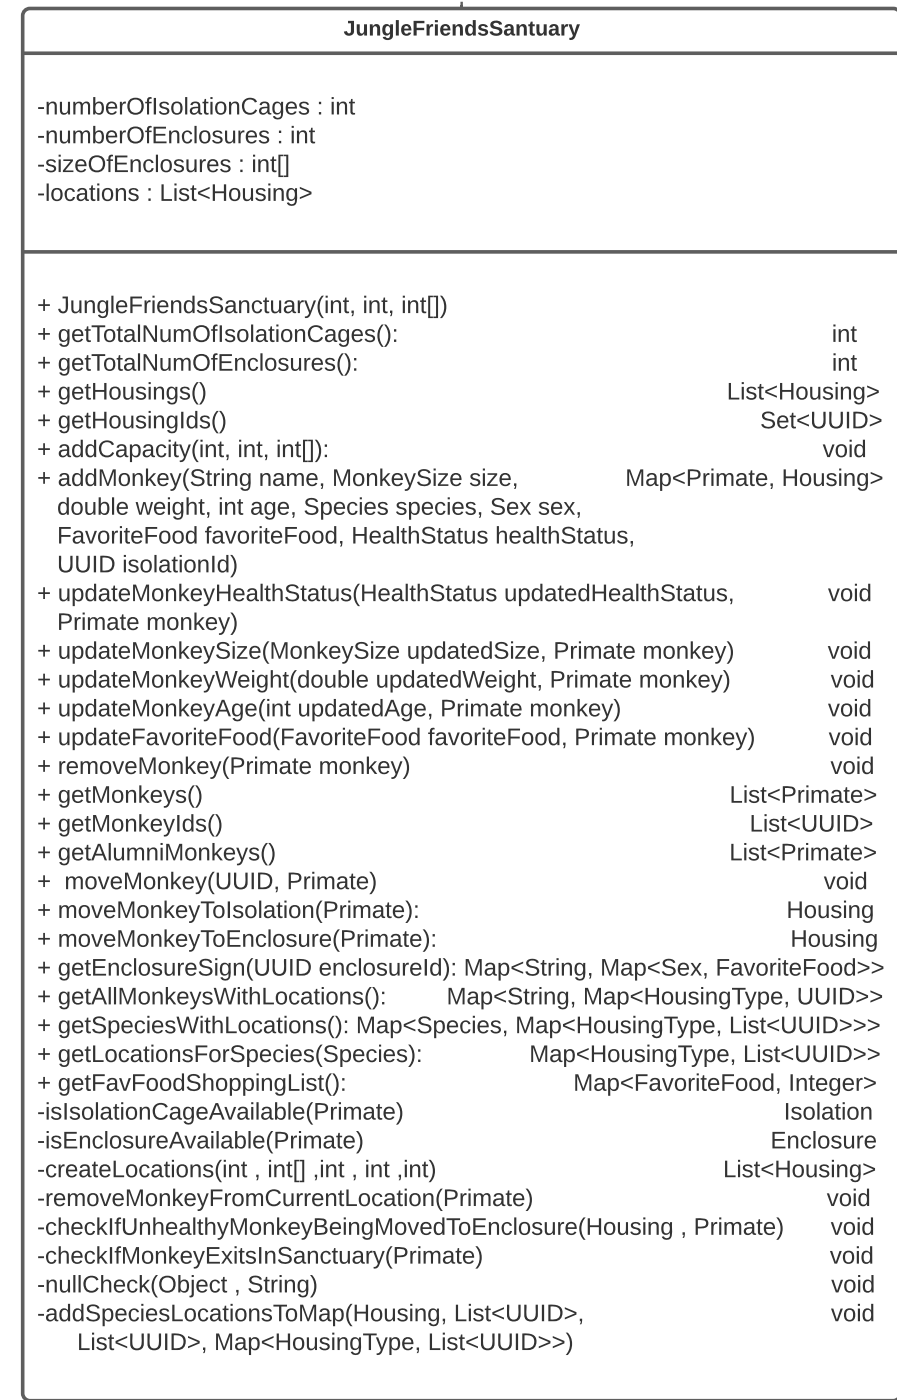 JungleFriendsSantuary
-numberOfIsolationCages : int
-numberOfEnclosures : int
-sizeOfEnclosures : int[]
-locations : List<Housing>
+ JungleFriendsSanctuary(int, int, int[])
+ getTotalNumOfIsolationCages(): int
+ getTotalNumOfEnclosures(): int
+ getHousings() List<Housing>
+ getHousingIds() Set<UUID>
+ addCapacity(int, int, int[]): void
+ addMonkey(String name, MonkeySize size, Map<Primate, Housing>
double weight, int age, Species species, Sex sex,
FavoriteFood favoriteFood, HealthStatus healthStatus,
UUID isolationId)
+ updateMonkeyHealthStatus(HealthStatus updatedHealthStatus, void
Primate monkey)
+ updateMonkeySize(MonkeySize updatedSize, Primate monkey) void
+ updateMonkeyWeight(double updatedWeight, Primate monkey) void
+ updateMonkeyAge(int updatedAge, Primate monkey) void
+ updateFavoriteFood(FavoriteFood favoriteFood, Primate monkey) void
+ removeMonkey(Primate monkey) void
+ getMonkeys() List<Primate>
+ getMonkeyIds() List<UUID>
+ getAlumniMonkeys() List<Primate>
+ moveMonkey(UUID, Primate) void
+ moveMonkeyToIsolation(Primate): Housing
+ moveMonkeyToEnclosure(Primate): Housing
+ getEnclosureSign(UUID enclosureId): Map<String, Map<Sex, FavoriteFood>>
+ getAllMonkeysWithLocations(): Map<String, Map<HousingType, UUID>>
+ getSpeciesWithLocations(): Map<Species, Map<HousingType, List<UUID>>>
+ getLocationsForSpecies(Species): Map<HousingType, List<UUID>>
+ getFavFoodShoppingList(): Map<FavoriteFood, Integer>
-isIsolationCageAvailable(Primate) Isolation
-isEnclosureAvailable(Primate) Enclosure
-createLocations(int , int[] ,int , int ,int) List<Housing>
-removeMonkeyFromCurrentLocation(Primate) void
-checkIfUnhealthyMonkeyBeingMovedToEnclosure(Housing , Primate) void
-checkIfMonkeyExitsInSanctuary(Primate) void
-nullCheck(Object , String) void
-addSpeciesLocationsToMap(Housing, List<UUID>, void
List<UUID>, Map<HousingType, List<UUID>>)